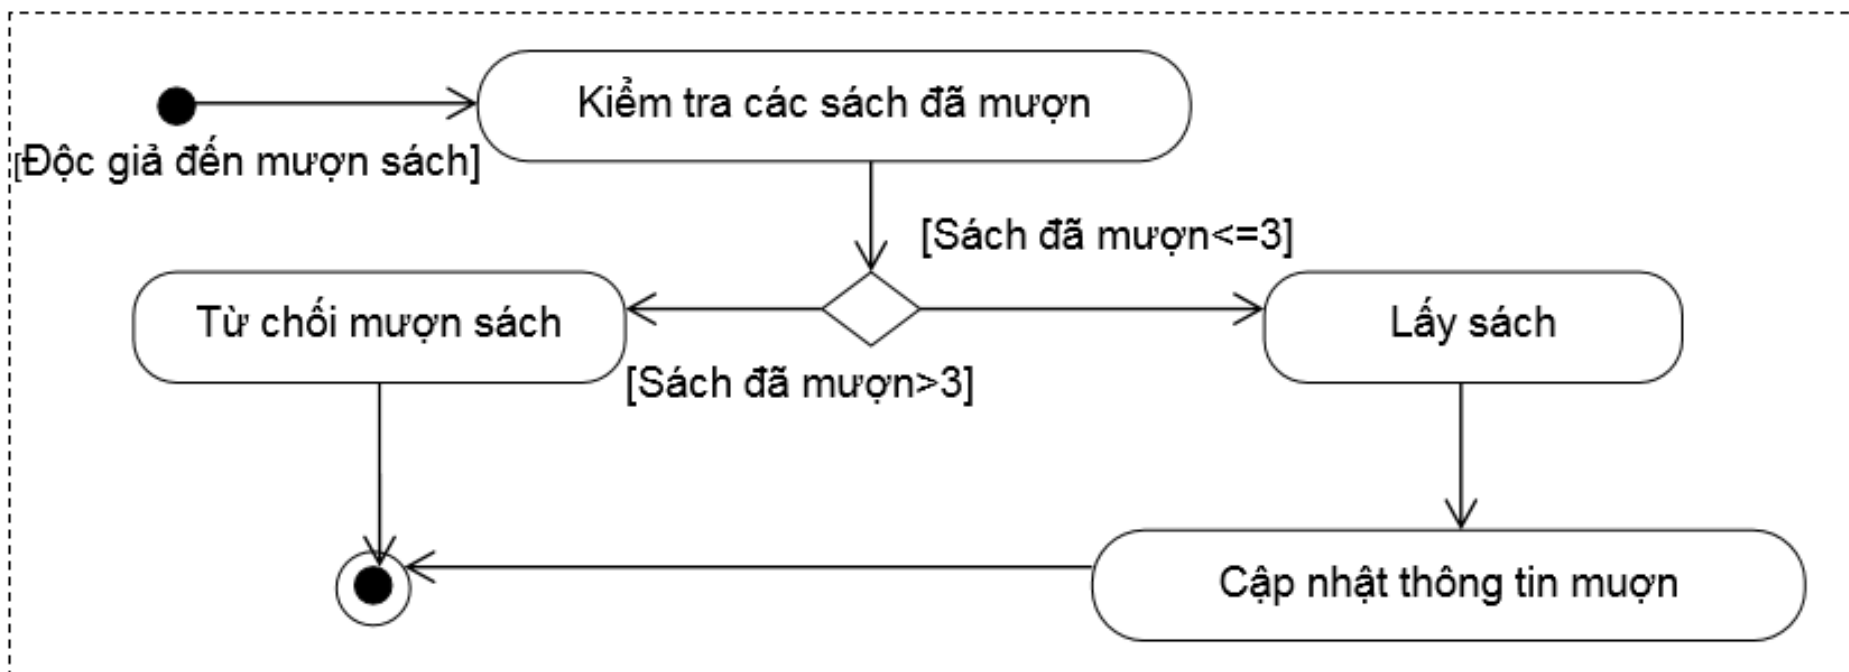 Kiểm tra các sách đã mượn
[Độc giả đến mượn sách]
[Sách đã mượn<=3]
Từ chối mượn sách
Lấy sách
[Sách đã mượn>3]
Cập nhật thông tin muợn